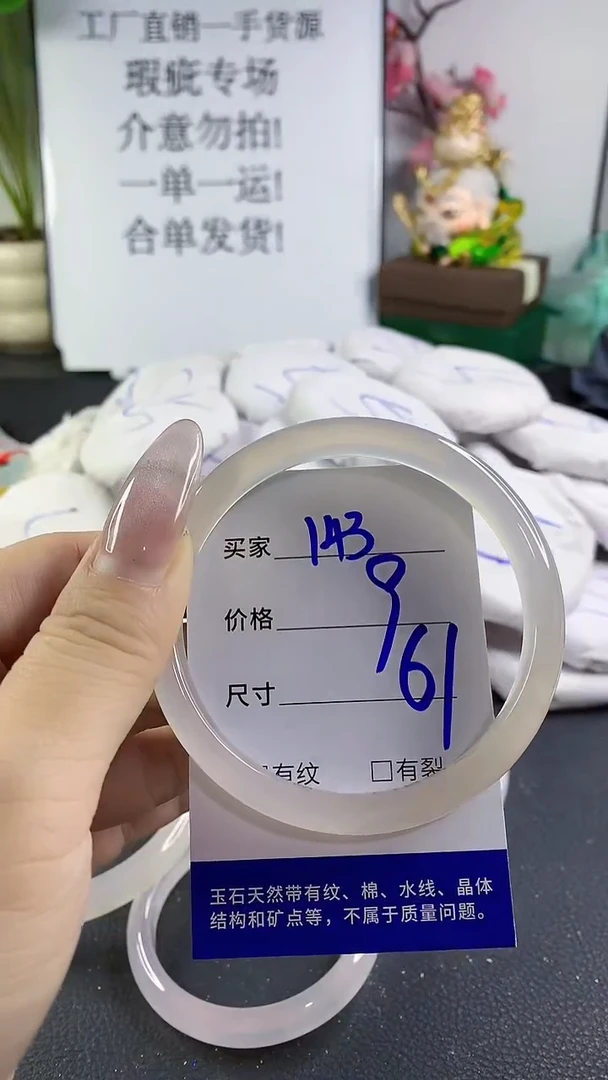 工厂直销一手货源
瑕疵专场
介意勿拍!
一单一运!
合单发货!
买家 143
价格 9
尺寸 61
有纹 □有裂
玉石天然带有纹、棉、水线、晶体
结构和矿点等，不属于质量问题。